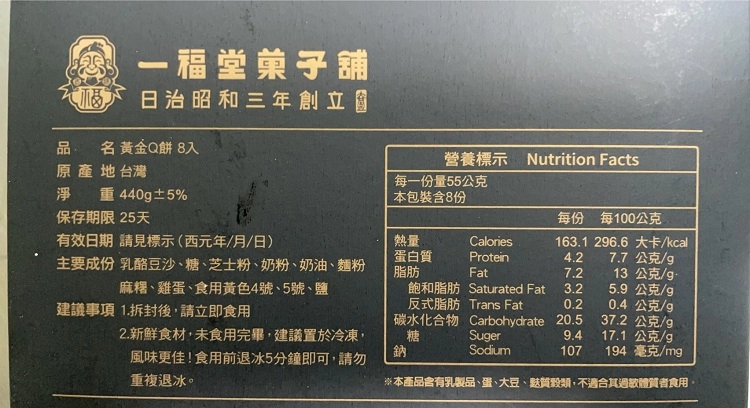 一福堂菓子舖
日治昭和三年創立
福
品名 黃金Q餅 8入
原產地 台灣
淨重 440g±5%
保存期限 25天
有效日期 請見標示(西元年/月/日)
主要成份 乳酪豆沙、糖、芝士粉、奶粉、奶油、麵粉
麻糬、雞蛋、食用黃色4號、5號、鹽
建議事項 1.拆封後,請立即食用
2.新鮮食材,未食用完畢,建議置於冷凍,
風味更佳!食用前退冰5分鐘即可,請勿
重複退冰。
營養標示 Nutrition Facts
每一份量55公克
本包裝含8份
每份 每100公克
熱量 Calories 163.1 296.6 大卡/kcal
蛋白質 Protein 4.2 7.7 公克/g
脂肪 Fat 7.2 13 公克/g
飽和脂肪 Saturated Fat 3.2 5.9 公克/g
反式脂肪 Trans Fat 0.2 0.4 公克/g
碳水化合物 Carbohydrate 20.5 37.2 公克/g
糖 Suger 9.4 17.1 公克/g
鈉 Sodium 107 194 毫克/mg
※本產品含有乳製品、蛋、大豆、麩質穀類,不適合其過敏體質者食用。